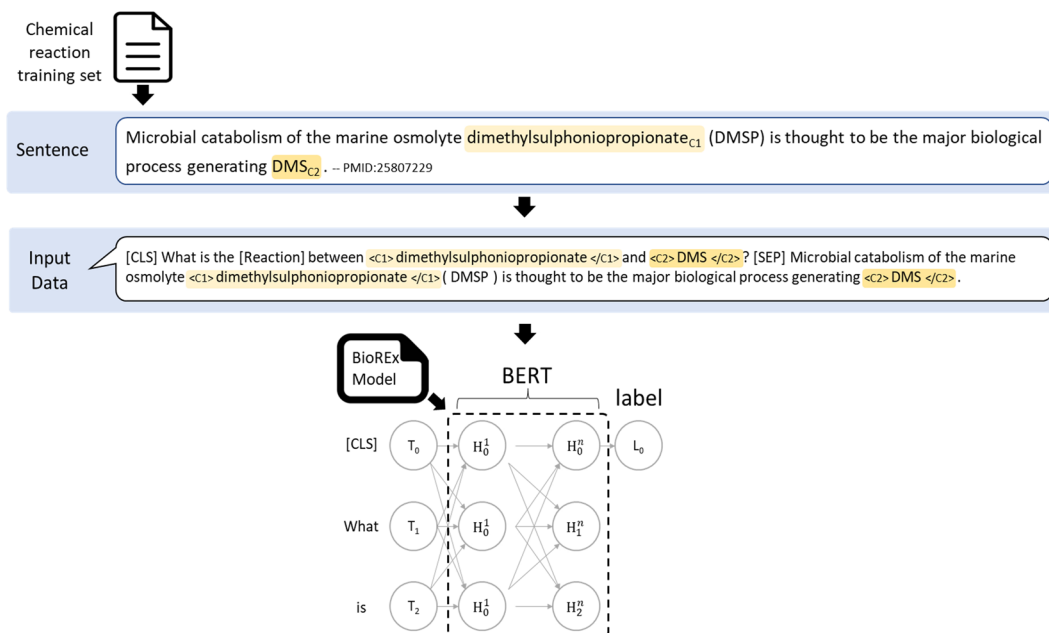 Chemical
reaction
training set
Sentence
Microbial catabolism of the marine osmolyte dimethylsulphoniopropionate_C1 (DMSP) is thought to be the major biological
process generating DMS_C2. -- PMID:25807229
Input
Data
[CLS] What is the [Reaction] between <C1> dimethylsulphoniopropionate </C1> and <C2> DMS </C2>? [SEP] Microbial catabolism of the marine
osmolyte <C1> dimethylsulphoniopropionate </C1> ( DMSP ) is thought to be the major biological process generating <C2> DMS </C2> .
BioREx
Model
BERT
label
[CLS] T₀ H₀¹ H₀ⁿ L₀
What T₁ H₀¹ H₁ⁿ
is T₂ H₀¹ H₂ⁿ